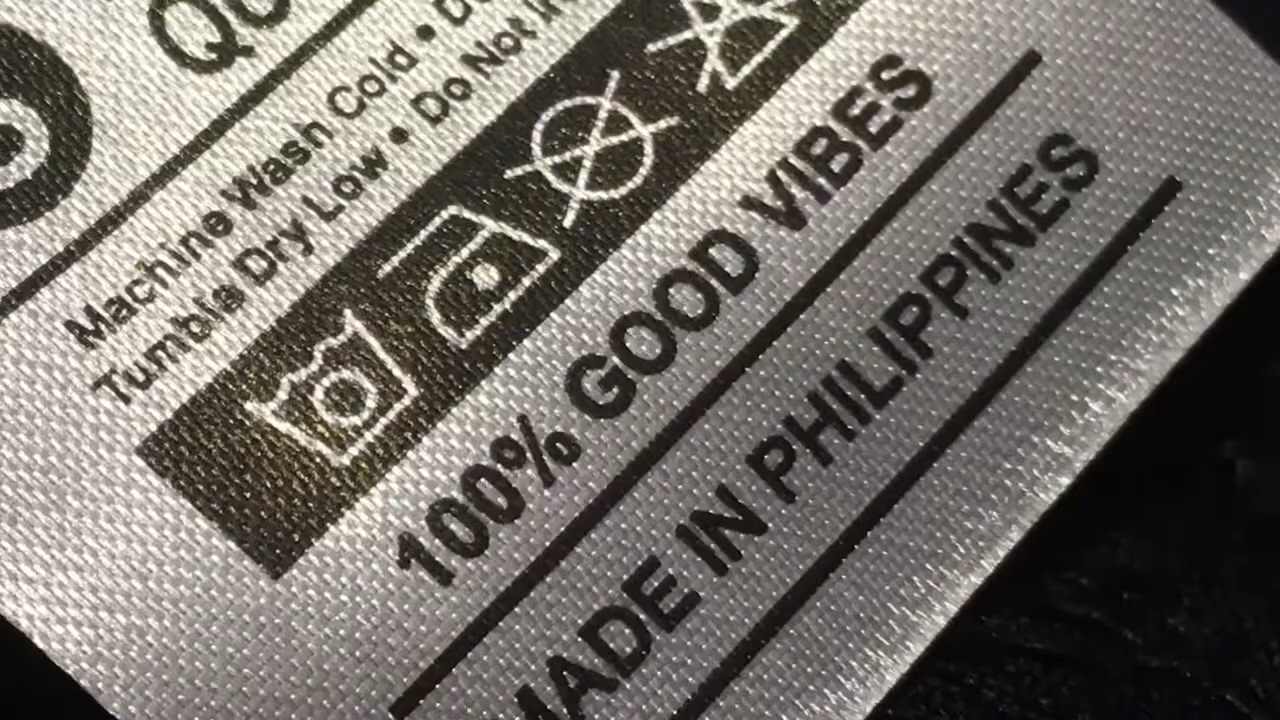 Machine Wash Cold •
Tumble Dry Low • Do Not
100% GOOD VIBES
MADE IN PHILIPPINES